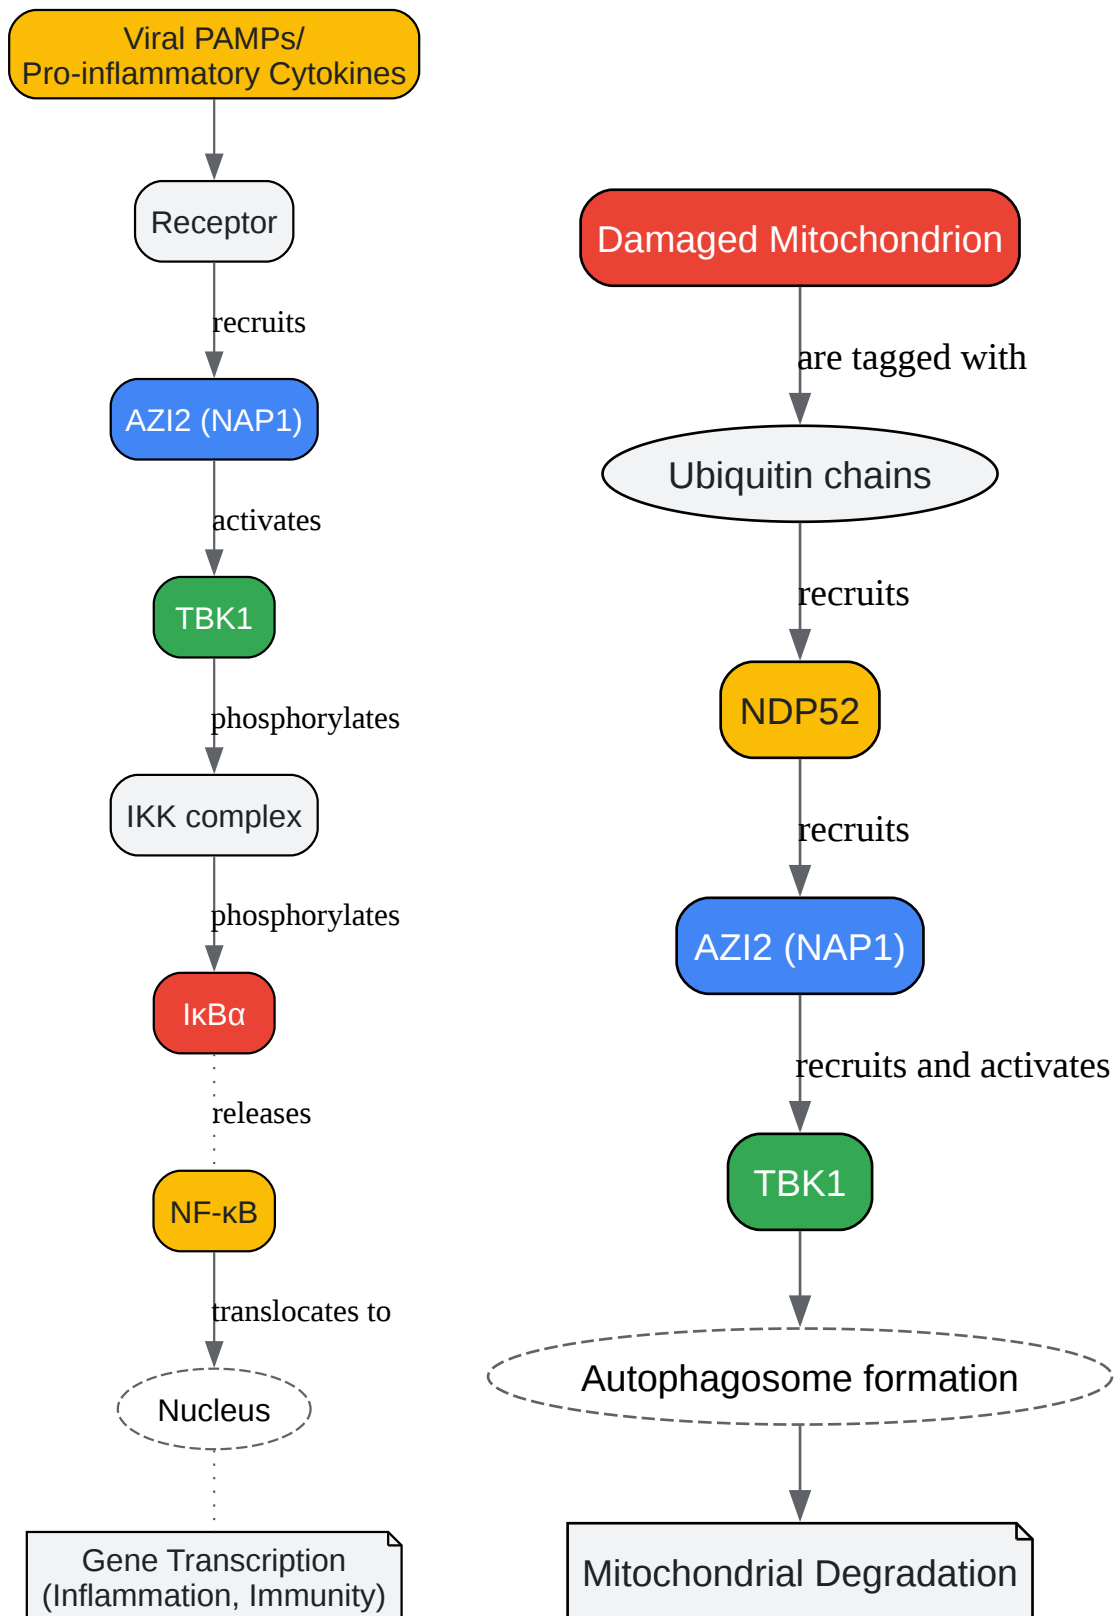 Viral PAMPs/
Pro-inflammatory Cytokines
Receptor
recruits
AZI2 (NAP1)
activates
TBK1
phosphorylates
IKK complex
phosphorylates
IκBα
releases
NF-κB
translocates to
Nucleus
Gene Transcription
(Inflammation, Immunity)
Damaged Mitochondrion
are tagged with
Ubiquitin chains
recruits
NDP52
recruits
AZI2 (NAP1)
recruits and activates
TBK1
Autophagosome formation
Mitochondrial Degradation